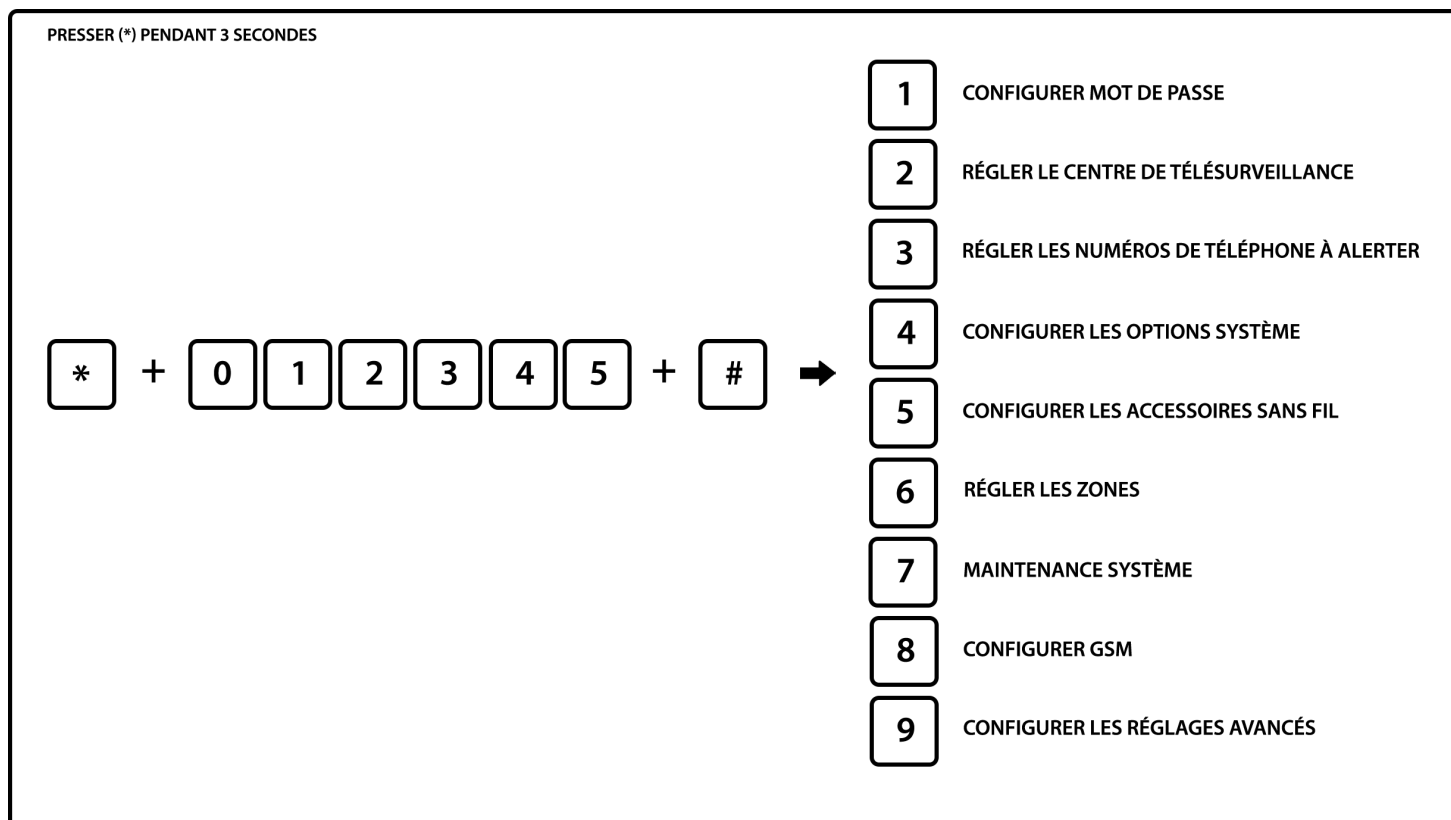 PRESSER (*) PENDANT 3 SECONDES
1 CONFIGURER MOT DE PASSE
2 RÉGLER LE CENTRE DE TÉLÉSURVEILLANCE
3 RÉGLER LES NUMÉROS DE TÉLÉPHONE À ALERTER
* + 0 1 2 3 4 5 + #
4 CONFIGURER LES OPTIONS SYSTÈME
5 CONFIGURER LES ACCESSOIRES SANS FIL
6 RÉGLER LES ZONES
7 MAINTENANCE SYSTÈME
8 CONFIGURER GSM
9 CONFIGURER LES RÉGLAGES AVANCÉS